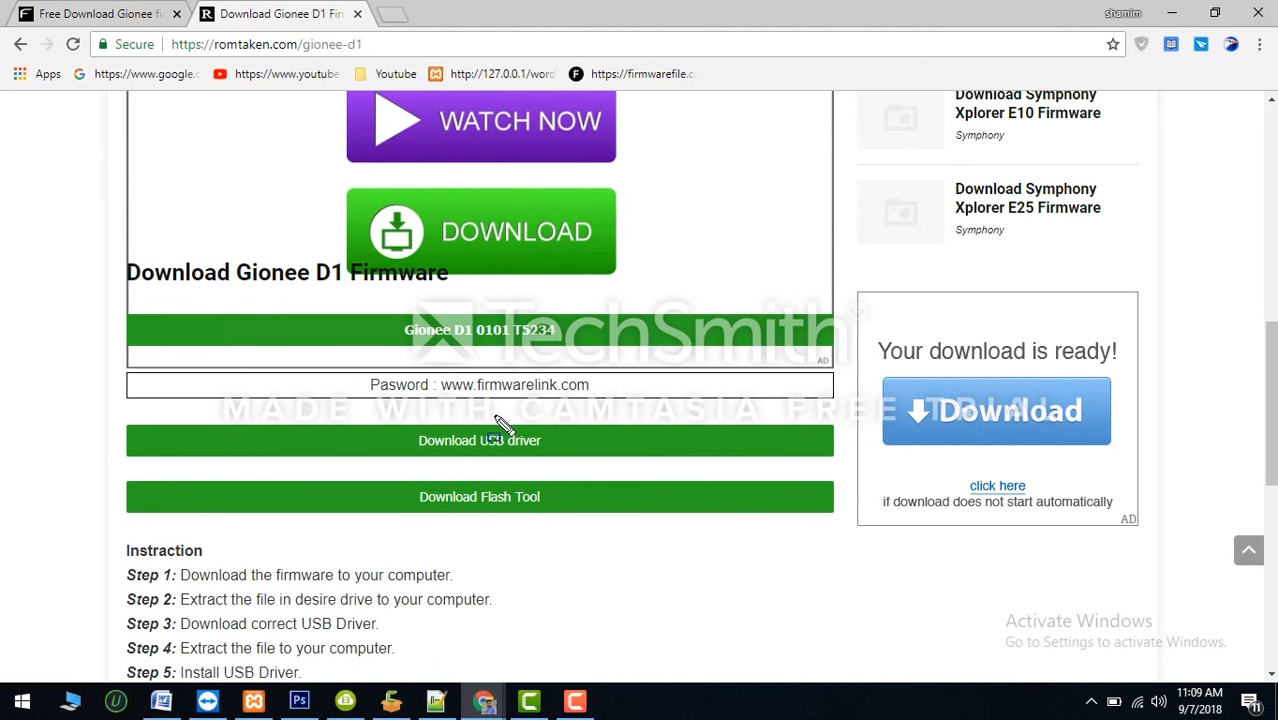 Free Download Gionee fi
Download Gionee D1 Fir
shamim
Secure
https://romtaken.com/gionee-d1
Apps
https://www.google.
https://www.youtube
Youtube
http://127.0.0.1/word
https://firmwarefile.c
WATCH NOW
DOWNLOAD
Download Gionee D1 Firmware
Gionee D1 0101 T5234
AD
Pasword : www.firmwarelink.com
Download USB driver
Download Flash Tool
Instraction
Step 1: Download the firmware to your computer.
Step 2: Extract the file in desire drive to your computer.
Step 3: Download correct USB Driver.
Step 4: Extract the file to your computer.
Step 5: Install USB Driver.
Download Symphony
Xplorer E10 Firmware
Symphony
Download Symphony
Xplorer E25 Firmware
Symphony
Your download is ready!
Download
click here
if download does not start automatically
AD
TechSmith®
MADE WITH CAMTASIA FREE TRIAL
Activate Windows
Go to Settings to activate Windows.
11:09 AM
9/7/2018
11